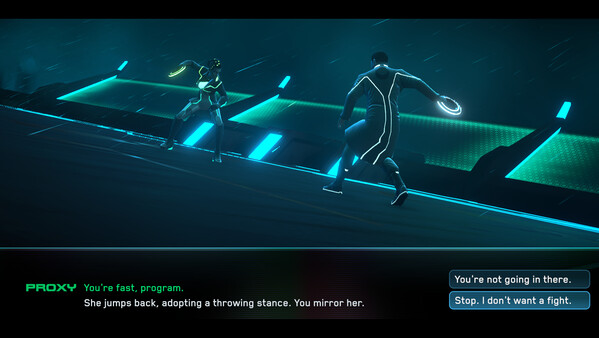 PROXY You're fast, program.
She jumps back, adopting a throwing stance. You mirror her.
You're not going in there.
Stop. I don't want a fight.